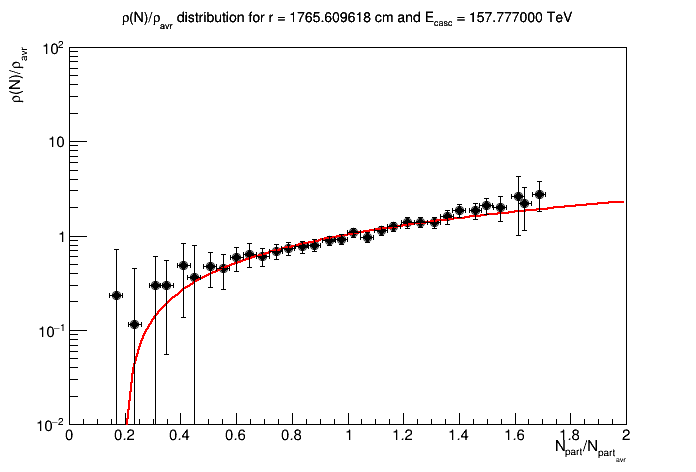 ρ(N)/ρavr distribution for r = 1765.609618 cm and Ecasc = 157.777000 TeV
ρ(N)/ρavr
10²
10
1
10⁻¹
10⁻²
0 0.2 0.4 0.6 0.8 1 1.2 1.4 1.6 1.8 2
Npart/Npartavr